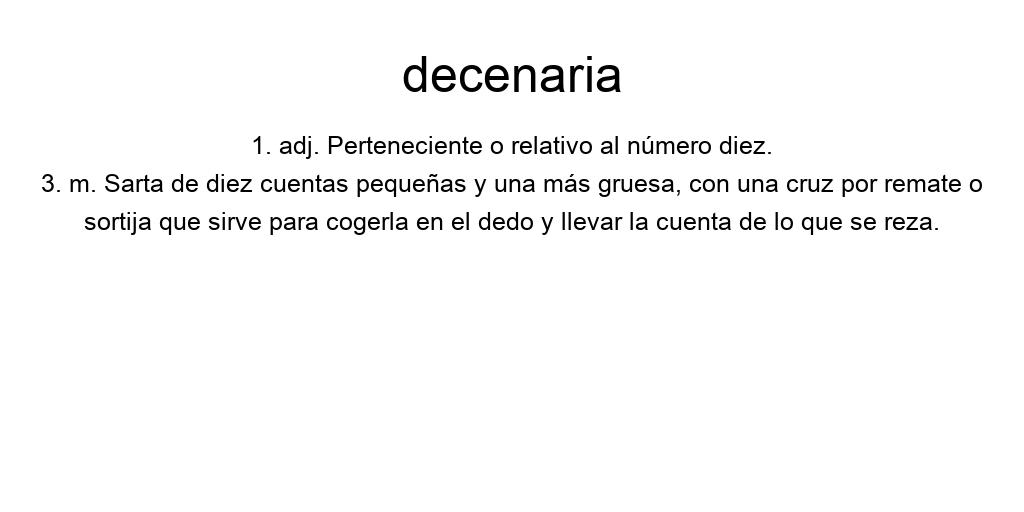 decenaria
1. adj. Perteneciente o relativo al número diez.
3. m. Sarta de diez cuentas pequeñas y una más gruesa, con una cruz por remate o
sortija que sirve para cogerla en el dedo y llevar la cuenta de lo que se reza.